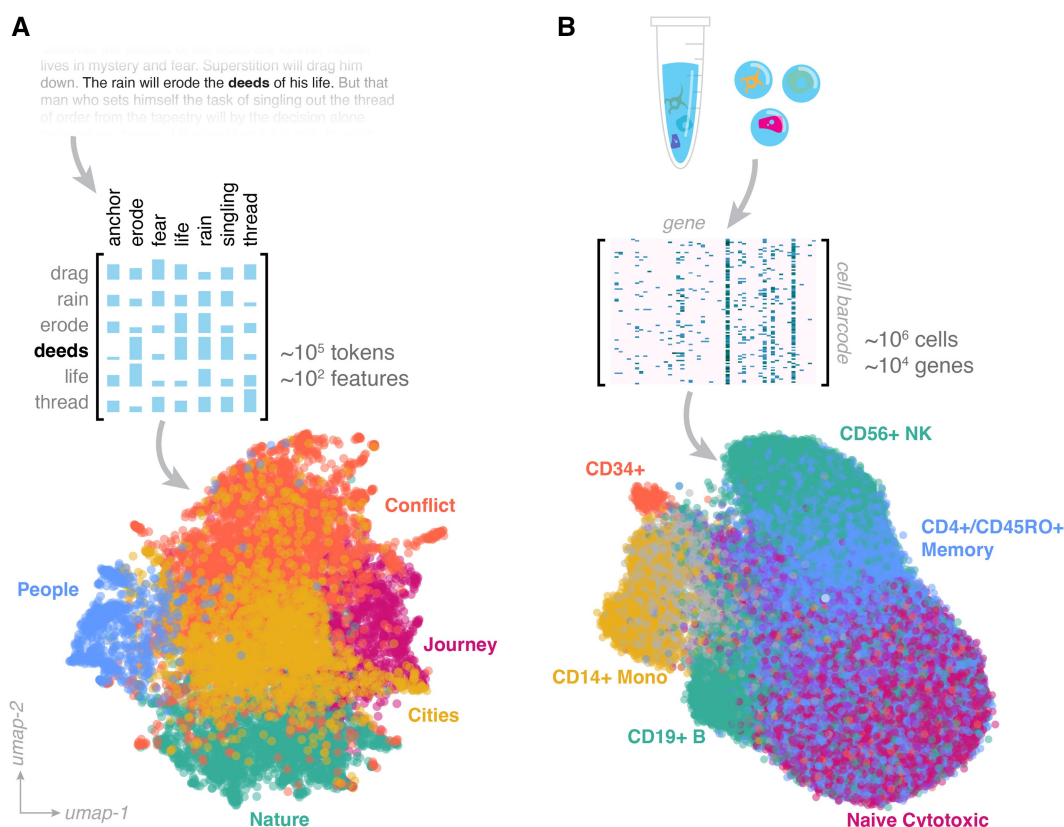 A
lives in mystery and fear. Superstition will drag him
down. The rain will erode the deeds of his life. But that
man who sets himself the task of singling out the thread
of order from the tapestry will by the decision alone
anchor
erode
fear
life
rain
singling
thread
drag
rain
erode
deeds
life
thread
~10⁵ tokens
~10² features
Conflict
People
Journey
Cities
Nature
umap-2
umap-1
B
gene
cell barcode
~10⁶ cells
~10⁴ genes
CD56+ NK
CD34+
CD4+/CD45RO+
Memory
CD14+ Mono
CD19+ B
Naive Cytotoxic